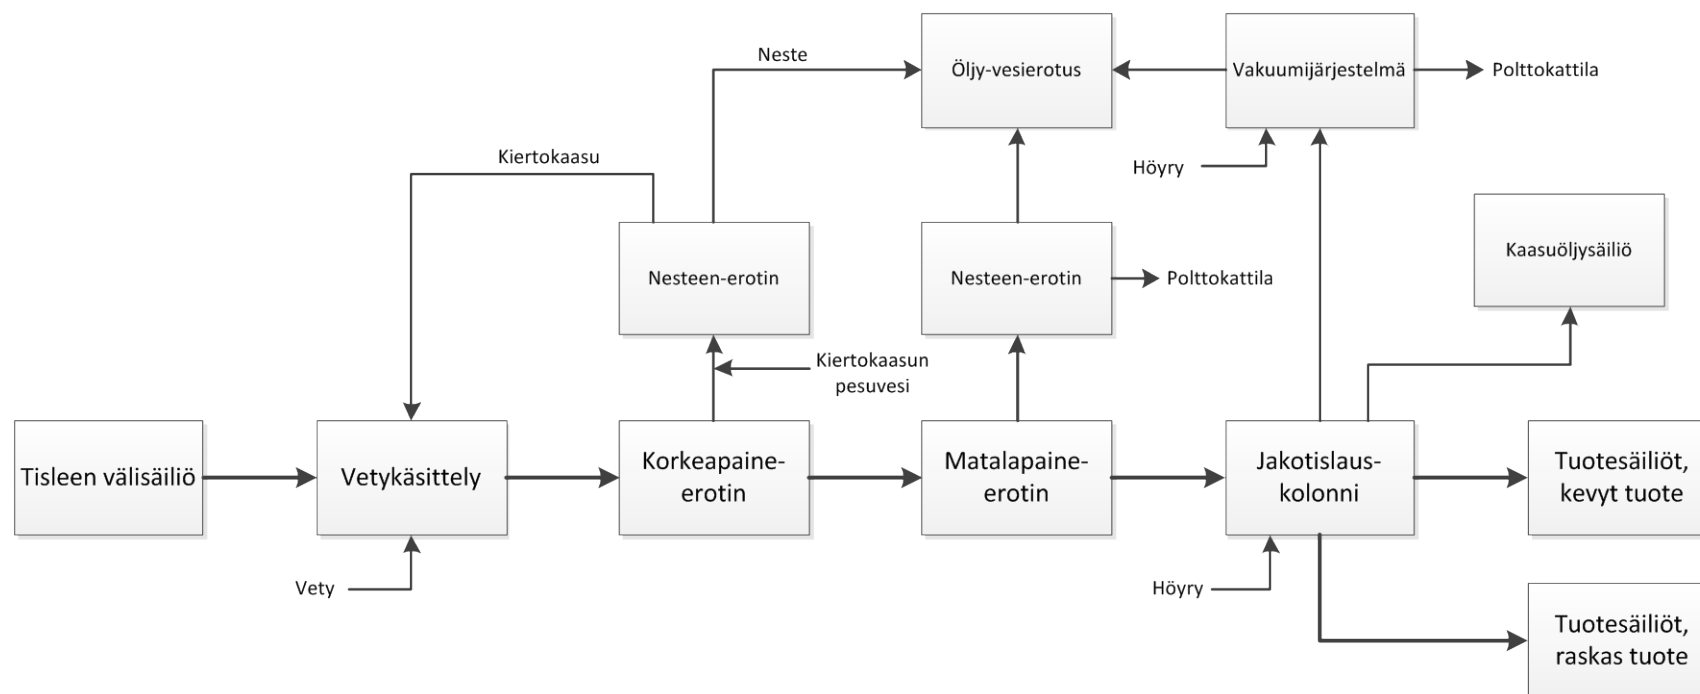 Neste
Öljy-vesierotus
Vakuumijärjestelmä
Polttokattila
Kiertokaasu
Höyry
Nesteen-erotin
Nesteen-erotin
Polttokattila
Kaasuöljysäiliö
Kiertokaasun
pesuvesi
Tisleen välisäiliö
Vetykäsittely
Korkeapaine-
erotin
Matalapaine-
erotin
Jakotislaus-
kolonni
Tuotesäiliöt,
kevyt tuote
Vety
Höyry
Tuotesäiliöt,
raskas tuote